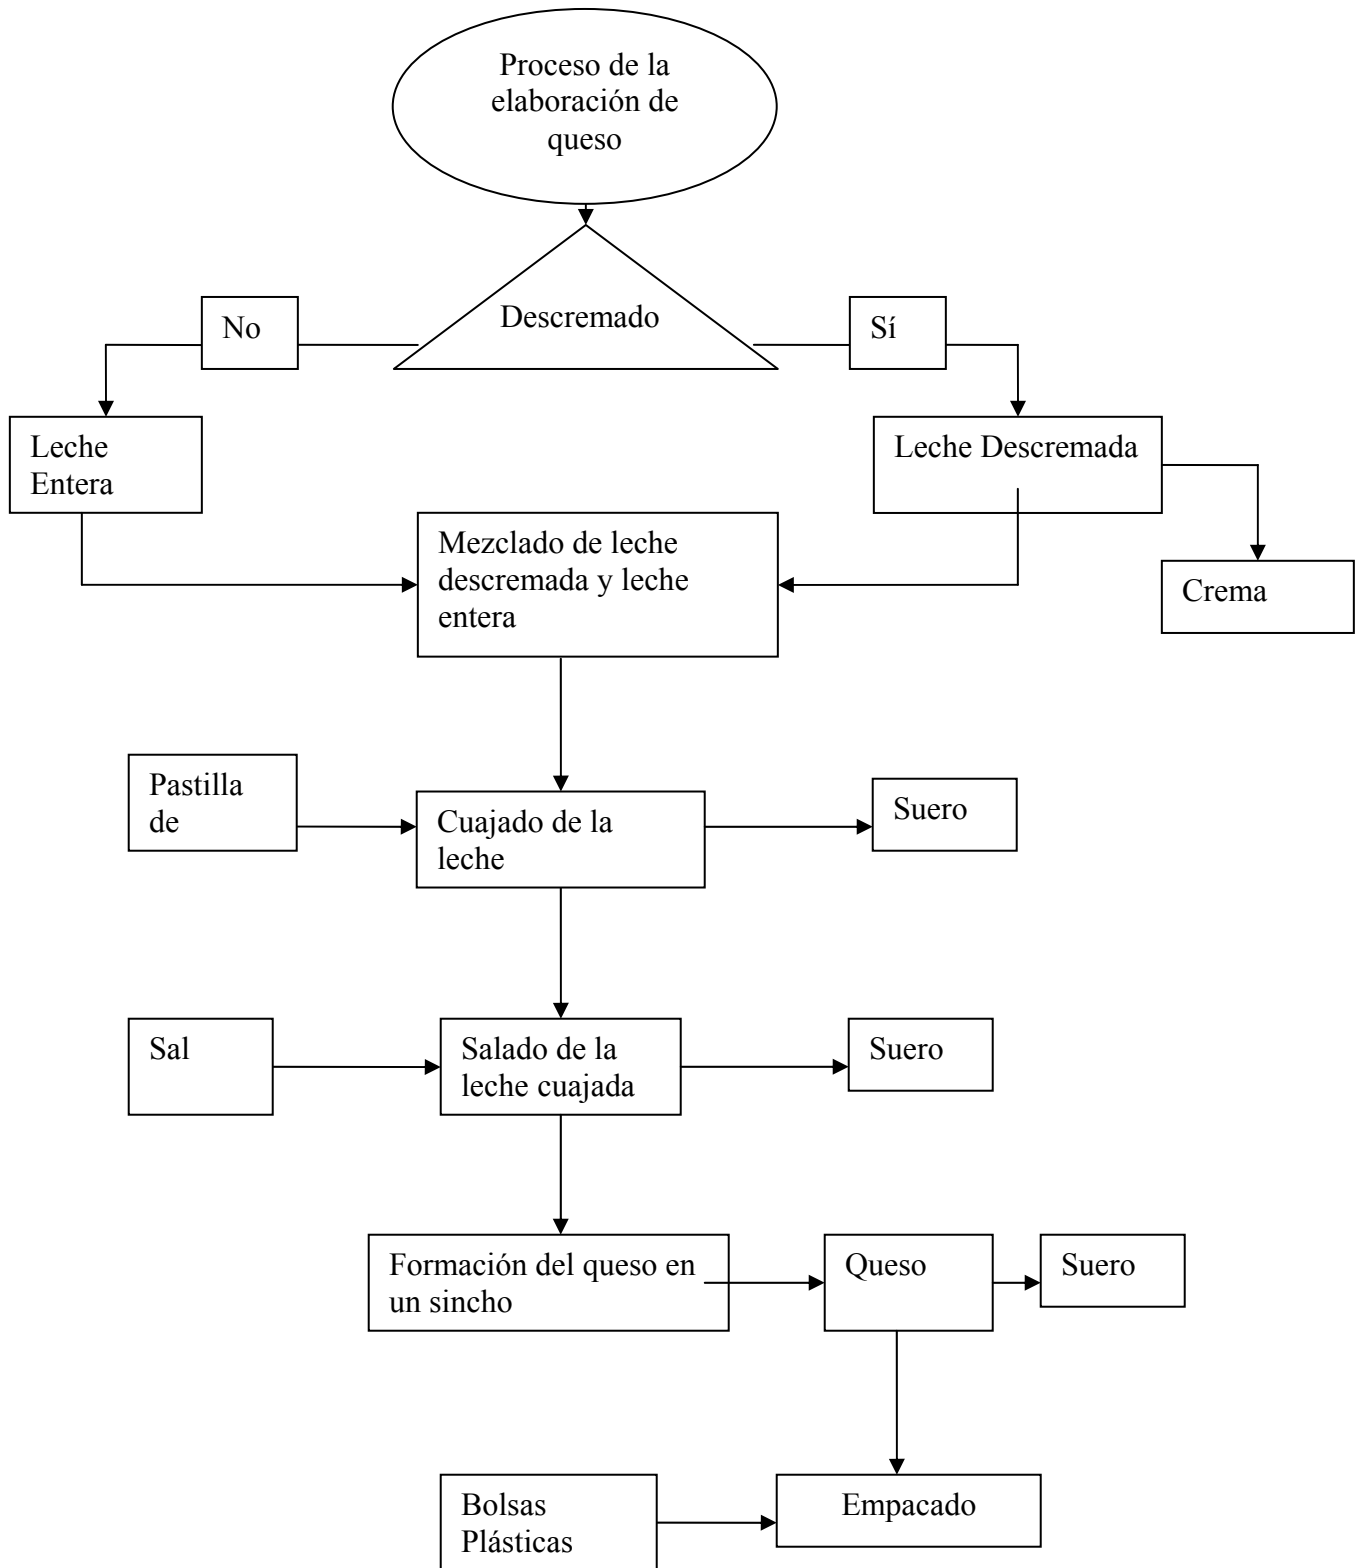 Proceso de la
elaboración de
queso
Descremado
No
Sí
Leche
Entera
Leche Descremada
Mezclado de leche
descremada y leche
entera
Crema
Pastilla
de
Cuajado de la
leche
Suero
Sal
Salado de la
leche cuajada
Suero
Formación del queso en
un sincho
Queso
Suero
Bolsas
Plásticas
Empacado